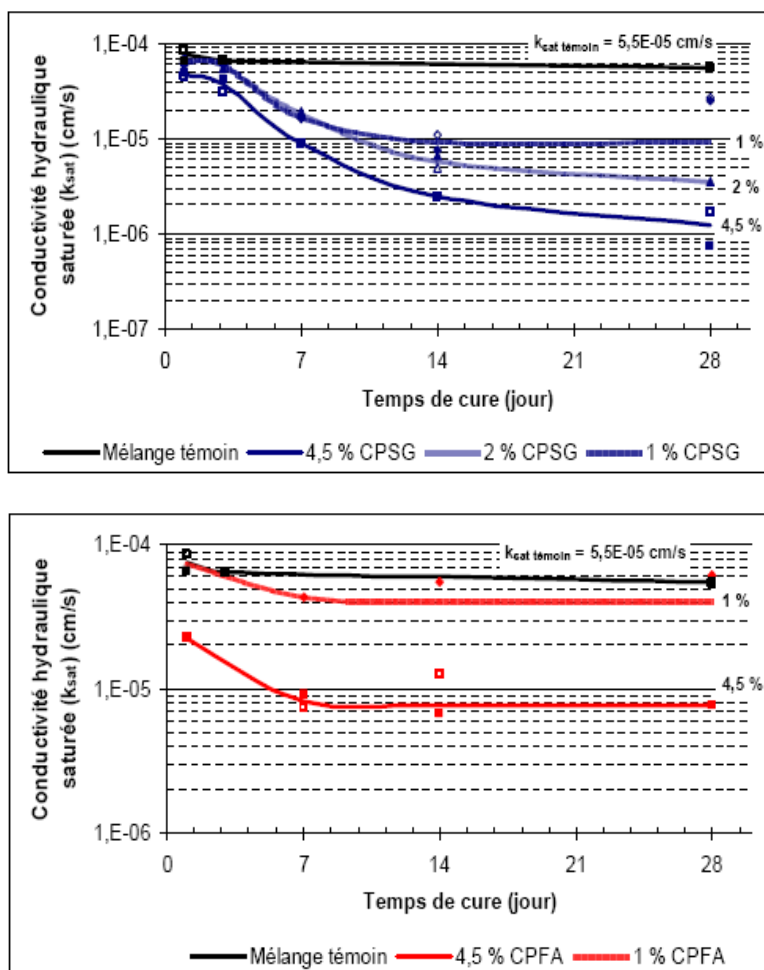 1,E-04
k_sat témoin = 5,5E-05 cm/s
1,E-05
1 %
2 %
1,E-06
4,5 %
1,E-07
Conductivité hydraulique
saturée (k_sat) (cm/s)
0 7 14 21 28
Temps de cure (jour)
Mélange témoin 4,5 % CPSG 2 % CPSG 1 % CPSG
1,E-04
k_sat témoin = 5,5E-05 cm/s
1 %
1,E-05
4,5 %
1,E-06
Conductivité hydraulique
saturée (k_sat) (cm/s)
0 7 14 21 28
Temps de cure (jour)
Mélange témoin 4,5 % CPFA 1 % CPFA